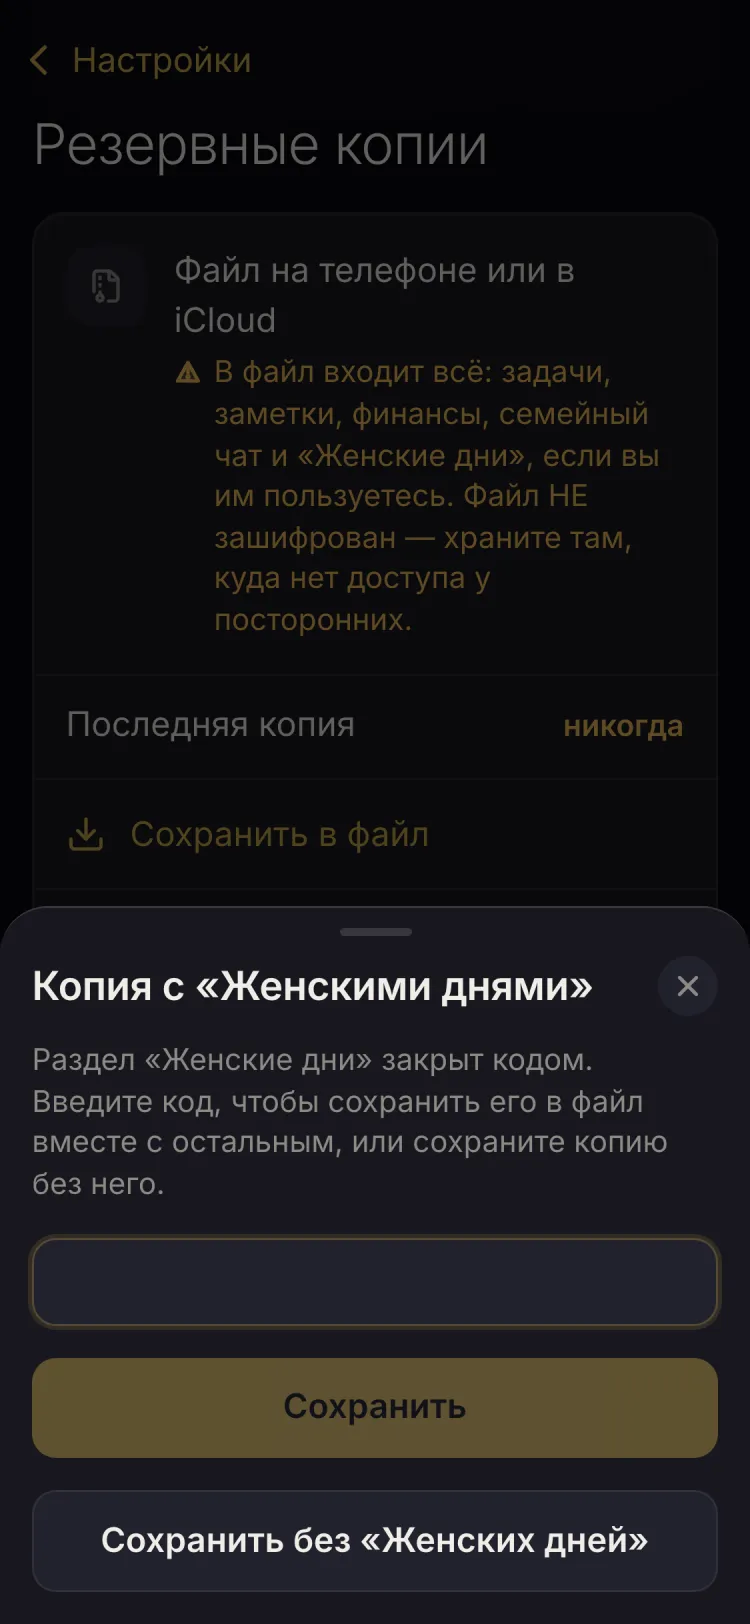 Настройки
Резервные копии
Файл на телефоне или в
iCloud
В файл входит всё: задачи,
заметки, финансы, семейный
чат и «Женские дни», если вы
им пользуетесь. Файл НЕ
зашифрован — храните там,
куда нет доступа у
посторонних.
Последняя копия никогда
Сохранить в файл
Копия с «Женскими днями»
Раздел «Женские дни» закрыт кодом.
Введите код, чтобы сохранить его в файл
вместе с остальным, или сохраните копию
без него.
Сохранить
Сохранить без «Женских дней»